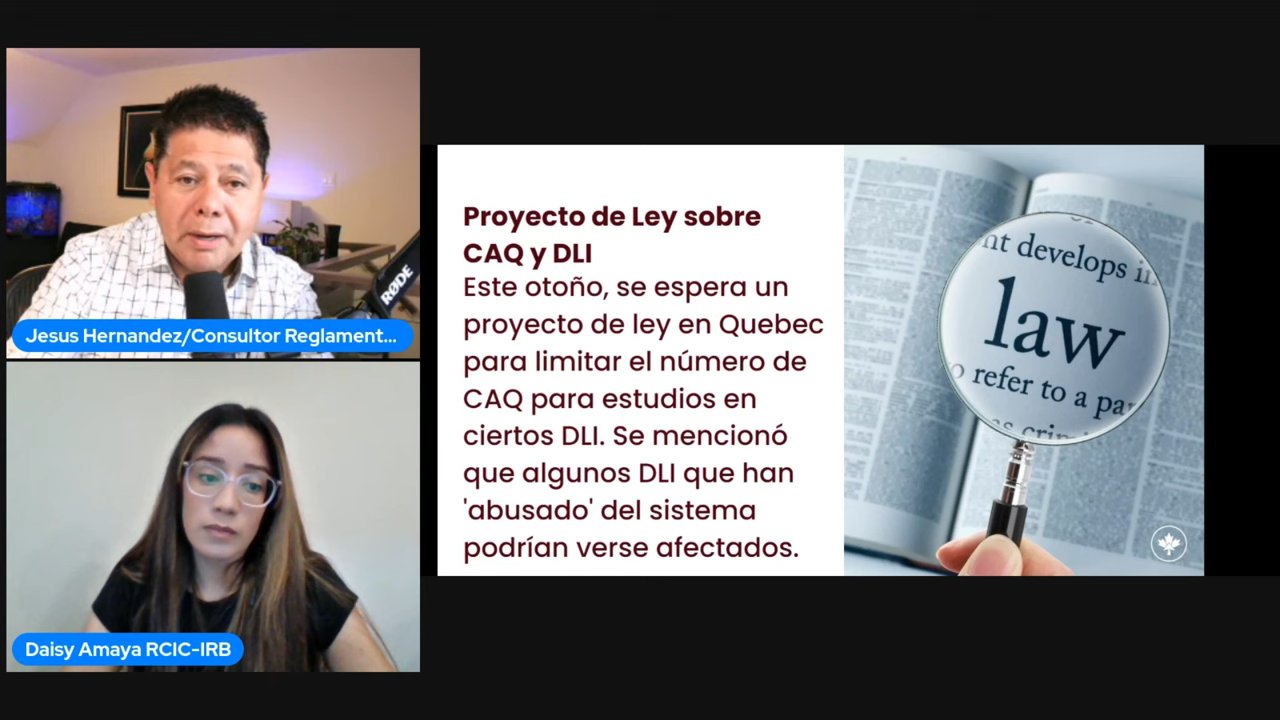 RØDE
Jesus Hernandez/Consultor Reglament...
Daisy Amaya RCIC-IRB
Proyecto de Ley sobre
CAQ y DLI
Este otoño, se espera un
proyecto de ley en Quebec
para limitar el número de
CAQ para estudios en
ciertos DLI. Se mencionó
que algunos DLI que han
'abusado' del sistema
podrían verse afectados.
nt develops in
law
o refer to a pa